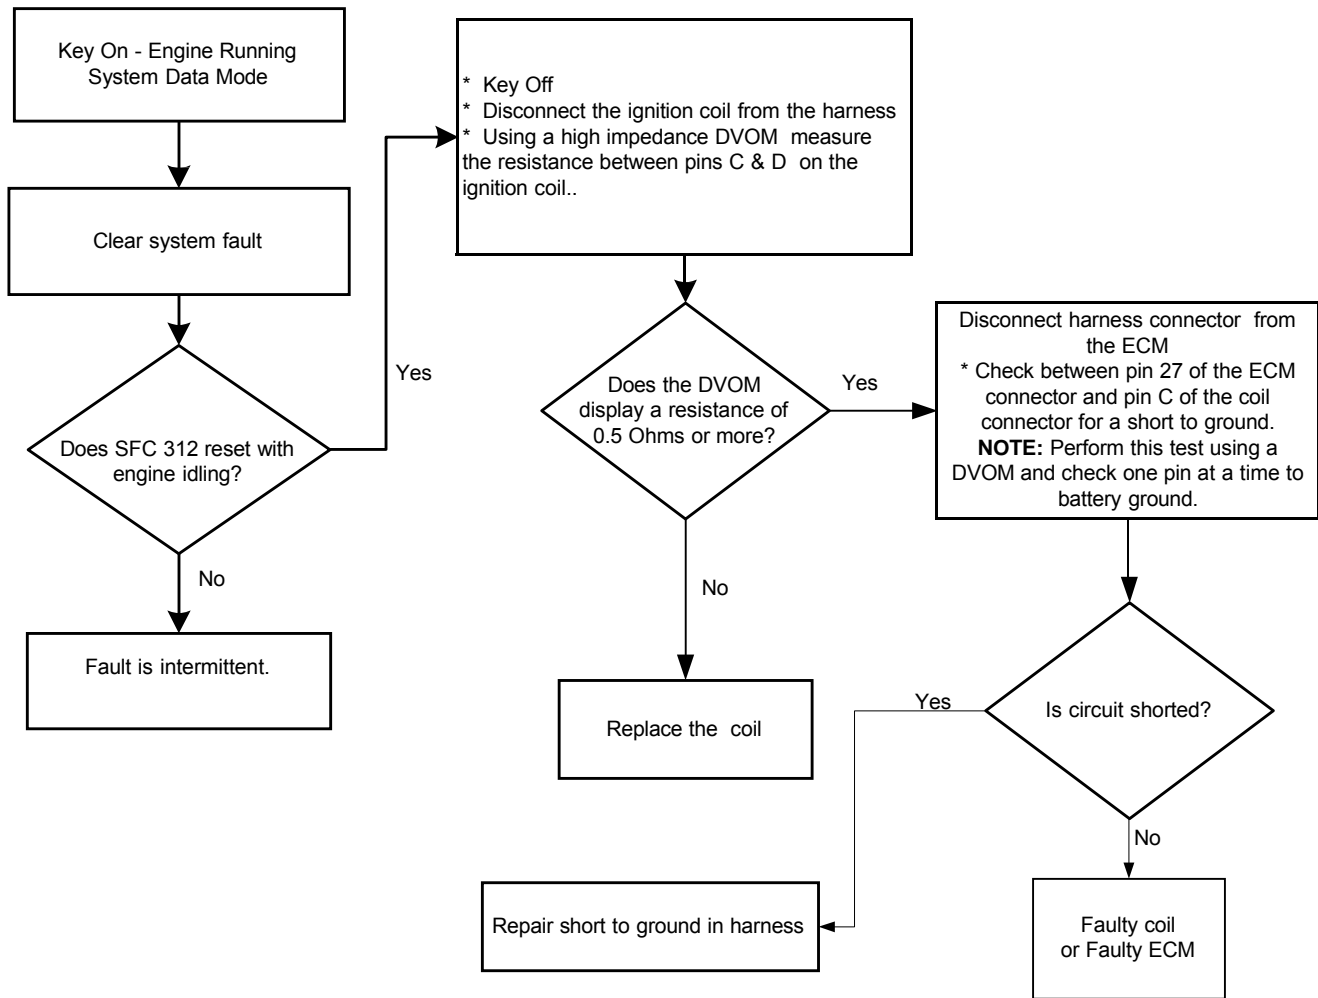 Key On - Engine Running
System Data Mode
Clear system fault
Does SFC 312 reset with
engine idling?
Yes
No
Fault is intermittent.
* Key Off
* Disconnect the ignition coil from the harness
* Using a high impedance DVOM measure
the resistance between pins C & D on the
ignition coil..
Does the DVOM
display a resistance of
0.5 Ohms or more?
Yes
No
Replace the coil
Disconnect harness connector from
the ECM
* Check between pin 27 of the ECM
connector and pin C of the coil
connector for a short to ground.
NOTE: Perform this test using a
DVOM and check one pin at a time to
battery ground.
Is circuit shorted?
Yes
No
Repair short to ground in harness
Faulty coil
or Faulty ECM